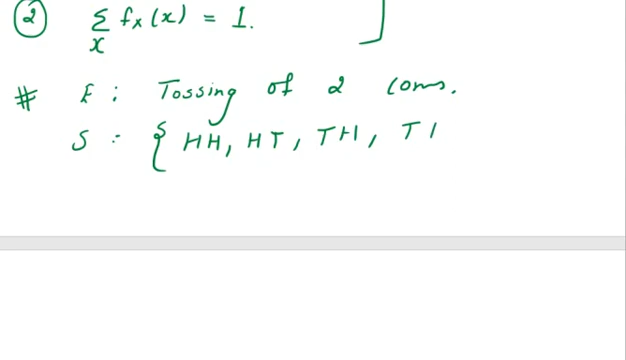 ② Σ fx(x) = 1. ]
x
# E : Tossing of 2 coins.
S : { HH, HT, TH, T